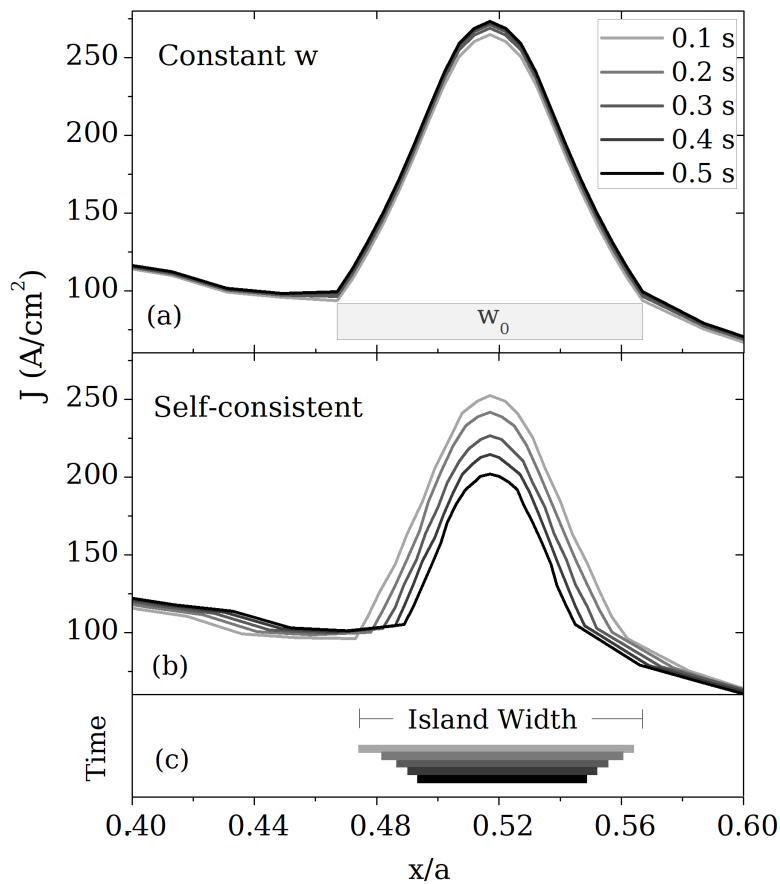 Constant w
0.1 s
0.2 s
0.3 s
0.4 s
0.5 s
250
200
150
100
(a)
w₀
J (A/cm²)
Self-consistent
250
200
150
100
(b)
Island Width
Time
(c)
0.40 0.44 0.48 0.52 0.56 0.60
x/a